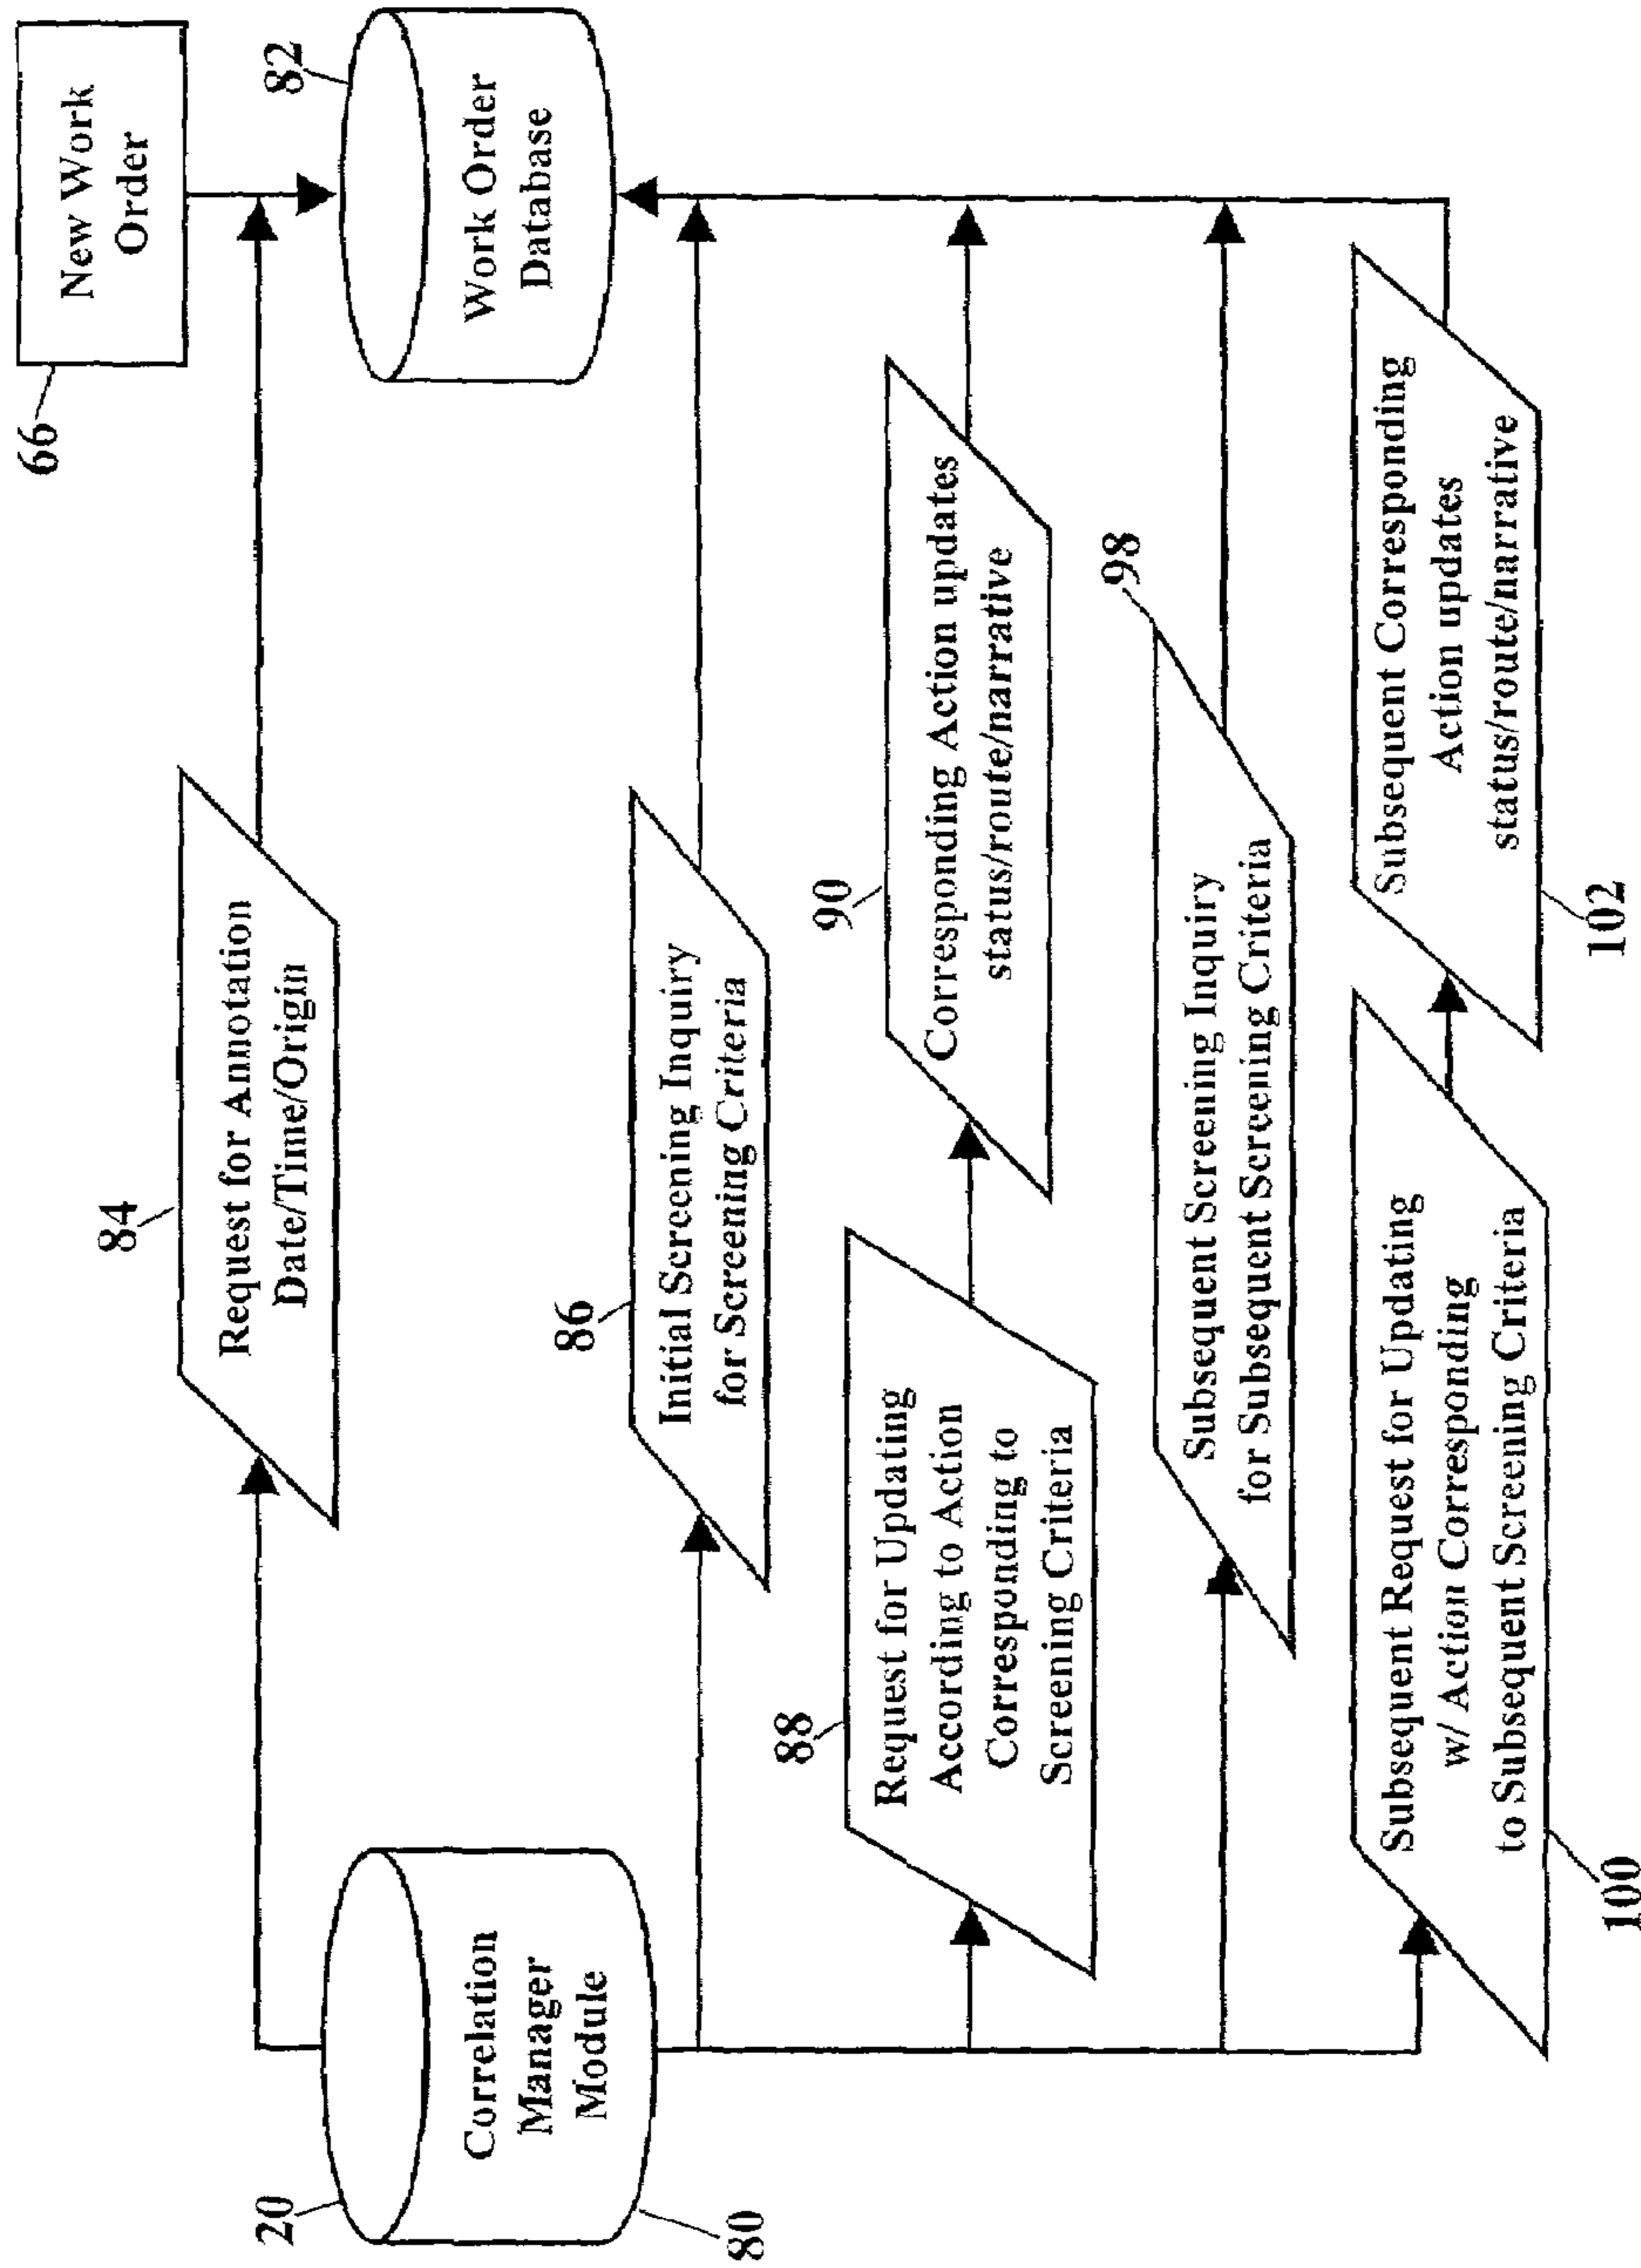 66
New Work
Order
82
Work Order
Database
84
Request for Annotation
Date/Time/Origin
20
Correlation
Manager
Module
80
86
Initial Screening Inquiry
for Screening Criteria
88
Request for Updating
According to Action
Corresponding to
Screening Criteria
90
Corresponding Action updates
status/route/narrative
98
Subsequent Screening Inquiry
for Subsequent Screening Criteria
Subsequent Request for Updating
w/ Action Corresponding
to Subsequent Screening Criteria
100
Subsequent Corresponding
Action updates
status/route/narrative
102